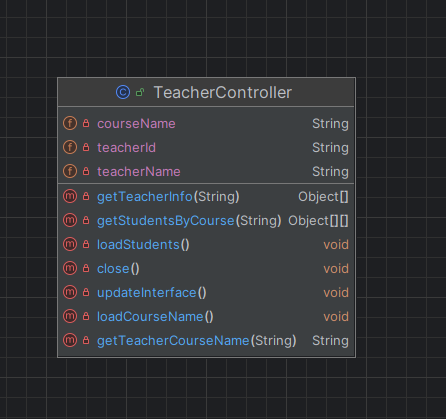 TeacherController
courseName String
teacherId String
teacherName String
getTeacherInfo(String) Object[]
getStudentsByCourse(String) Object[][]
loadStudents() void
close() void
updateInterface() void
loadCourseName() void
getTeacherCourseName(String) String